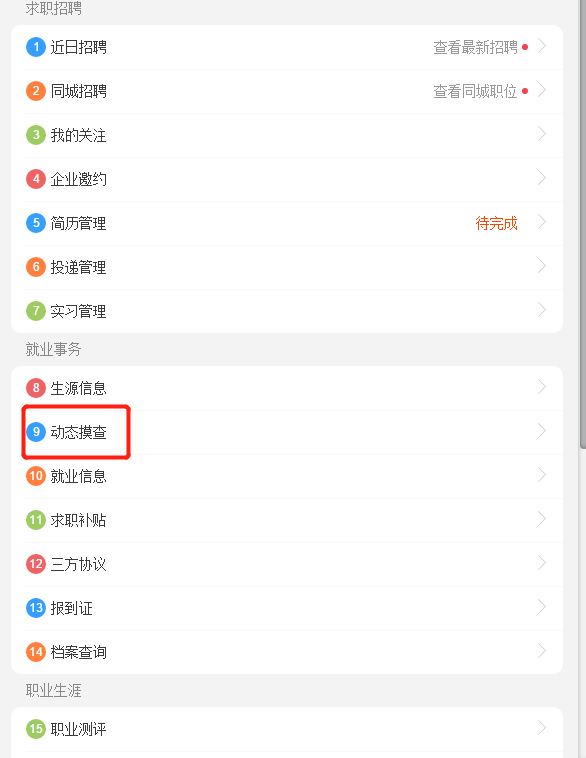 求职招聘
1 近日招聘 查看最新招聘
2 同城招聘 查看同城职位
3 我的关注
4 企业邀约
5 简历管理 待完成
6 投递管理
7 实习管理
就业事务
8 生源信息
9 动态摸查
10 就业信息
11 求职补贴
12 三方协议
13 报到证
14 档案查询
职业生涯
15 职业测评